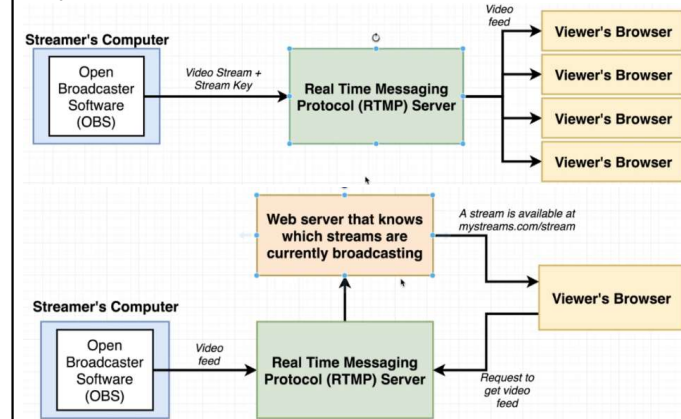 Video
feed
Streamer's Computer
Open
Broadcaster
Software
(OBS)
Video Stream +
Stream Key
Real Time Messaging
Protocol (RTMP) Server
Viewer's Browser
Viewer's Browser
Viewer's Browser
Viewer's Browser
Web server that knows
which streams are
currently broadcasting
A stream is available at
mystreams.com/stream
Viewer's Browser
Streamer's Computer
Open
Broadcaster
Software
(OBS)
Video
feed
Real Time Messaging
Protocol (RTMP) Server
Request to
get video
feed